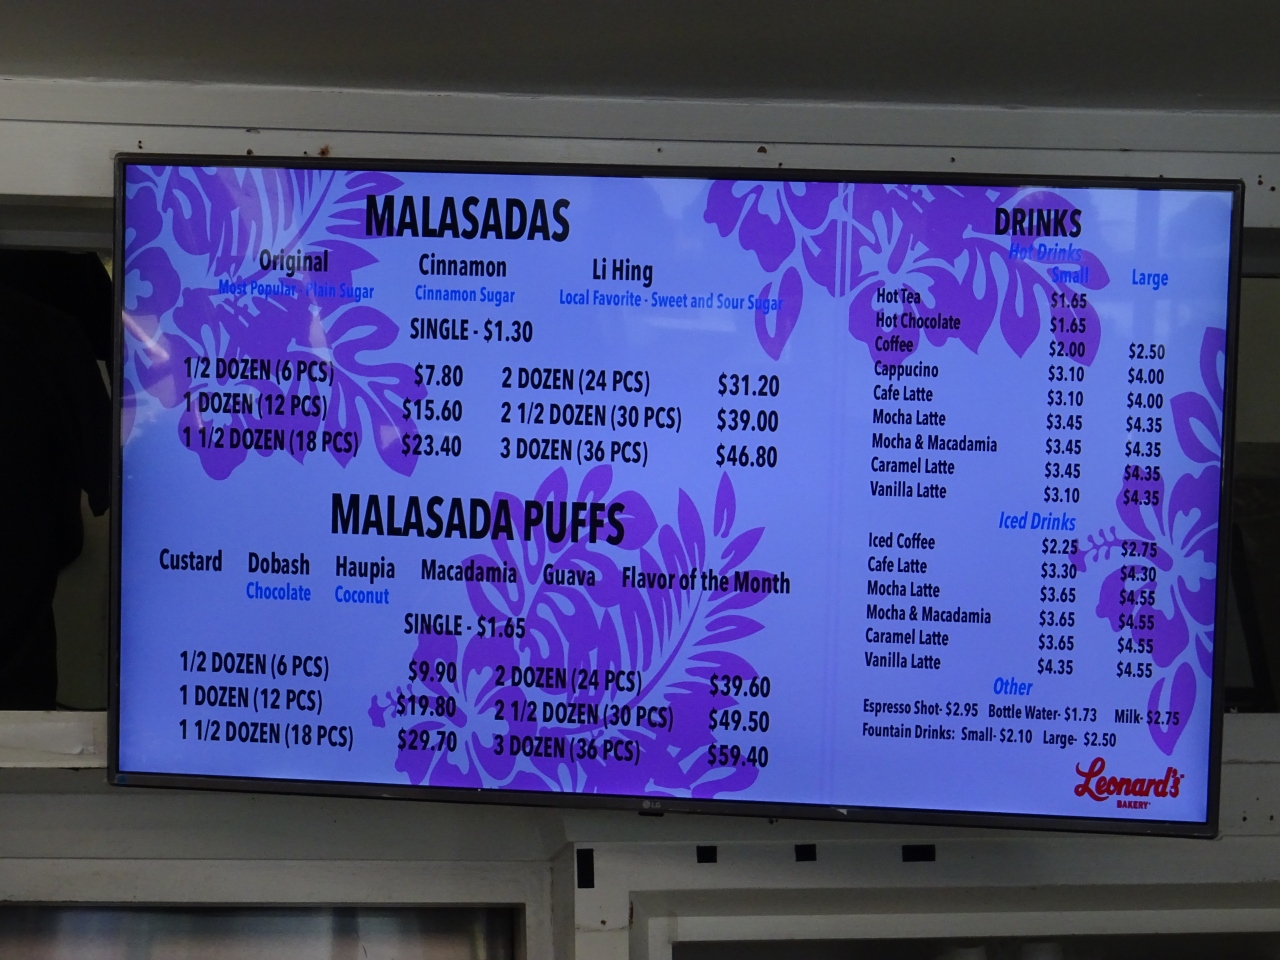 MALASADAS
Original Cinnamon Li Hing
Most Popular - Plain Sugar Cinnamon Sugar Local Favorite - Sweet and Sour Sugar
SINGLE - $1.30
1/2 DOZEN (6 PCS) $7.80 2 DOZEN (24 PCS) $31.20
1 DOZEN (12 PCS) $15.60 2 1/2 DOZEN (30 PCS) $39.00
1 1/2 DOZEN (18 PCS) $23.40 3 DOZEN (36 PCS) $46.80
MALASADA PUFFS
Custard Dobash Haupia Macadamia Guava Flavor of the Month
Chocolate Coconut
SINGLE - $1.65
1/2 DOZEN (6 PCS) $9.90 2 DOZEN (24 PCS) $39.60
1 DOZEN (12 PCS) $19.80 2 1/2 DOZEN (30 PCS) $49.50
1 1/2 DOZEN (18 PCS) $29.70 3 DOZEN (36 PCS) $59.40
DRINKS
Hot Drinks
Small Large
Hot Tea $1.65
Hot Chocolate $1.65
Coffee $2.00 $2.50
Cappucino $3.10 $4.00
Cafe Latte $3.10 $4.00
Mocha Latte $3.45 $4.35
Mocha & Macadamia $3.45 $4.35
Caramel Latte $3.45 $4.35
Vanilla Latte $3.10 $4.35
Iced Drinks
Iced Coffee $2.25 $2.75
Cafe Latte $3.30 $4.30
Mocha Latte $3.65 $4.55
Mocha & Macadamia $3.65 $4.55
Caramel Latte $3.65 $4.55
Vanilla Latte $4.35 $4.55
Other
Espresso Shot- $2.95 Bottle Water- $1.73 Milk- $2.75
Fountain Drinks: Small- $2.10 Large- $2.50
Leonard's
BAKERY
LG